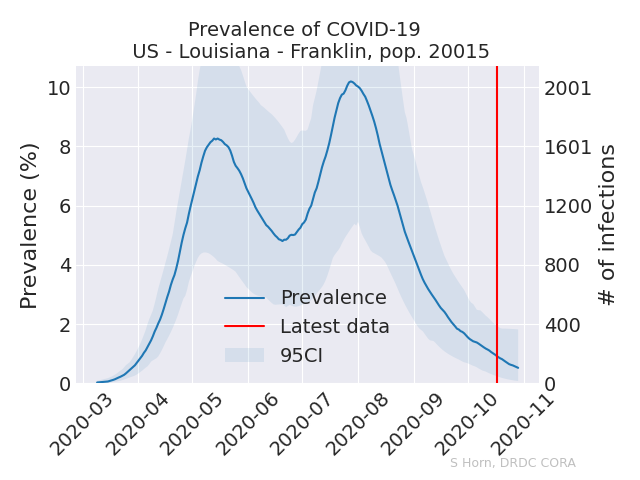 Prevalence of COVID-19
US - Louisiana - Franklin, pop. 20015
Prevalence (%)
10
8
6
4
2
0
2001
1601
1200
800
400
0
# of infections
Prevalence
Latest data
95CI
2020-03
2020-04
2020-05
2020-06
2020-07
2020-08
2020-09
2020-10
2020-11
S Horn, DRDC CORA